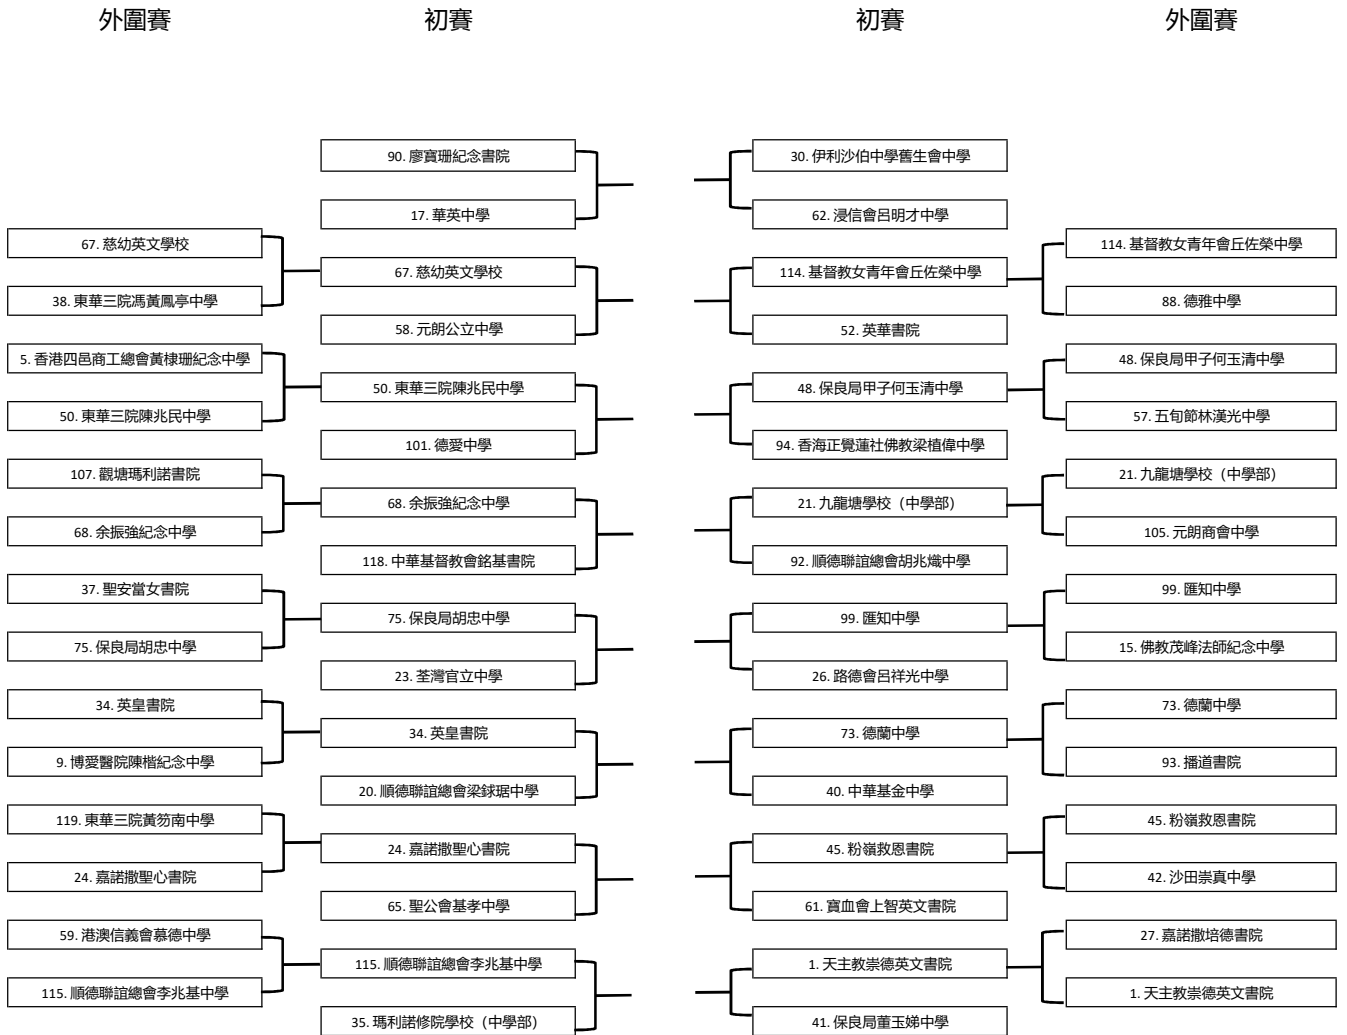 外圍賽
初賽
初賽
外圍賽
90. 廖寶珊紀念書院
30. 伊利沙伯中學舊生會中學
17. 華英中學
62. 浸信會呂明才中學
67. 慈幼英文學校
114. 基督教女青年會丘佐榮中學
67. 慈幼英文學校
114. 基督教女青年會丘佐榮中學
38. 東華三院馮黃鳳亭中學
88. 德雅中學
58. 元朗公立中學
52. 英華書院
5. 香港四邑商工總會黃棣珊紀念中學
48. 保良局甲子何玉清中學
50. 東華三院陳兆民中學
48. 保良局甲子何玉清中學
50. 東華三院陳兆民中學
57. 五旬節林漢光中學
101. 德愛中學
94. 香海正覺蓮社佛教梁植偉中學
107. 觀塘瑪利諾書院
21. 九龍塘學校（中學部）
68. 余振強紀念中學
21. 九龍塘學校（中學部）
68. 余振強紀念中學
105. 元朗商會中學
118. 中華基督教會銘基書院
92. 順德聯誼總會胡兆熾中學
37. 聖安當女書院
99. 匯知中學
75. 保良局胡忠中學
99. 匯知中學
75. 保良局胡忠中學
15. 佛教茂峰法師紀念中學
23. 荃灣官立中學
26. 路德會呂祥光中學
34. 英皇書院
73. 德蘭中學
34. 英皇書院
73. 德蘭中學
9. 博愛醫院陳楷紀念中學
93. 播道書院
20. 順德聯誼總會梁銶琚中學
40. 中華基金中學
119. 東華三院黃笏南中學
45. 粉嶺救恩書院
24. 嘉諾撒聖心書院
45. 粉嶺救恩書院
24. 嘉諾撒聖心書院
42. 沙田崇真中學
65. 聖公會基孝中學
61. 寶血會上智英文書院
59. 港澳信義會慕德中學
27. 嘉諾撒培德書院
115. 順德聯誼總會李兆基中學
1. 天主教崇德英文書院
115. 順德聯誼總會李兆基中學
1. 天主教崇德英文書院
35. 瑪利諾修院學校（中學部）
41. 保良局董玉娣中學